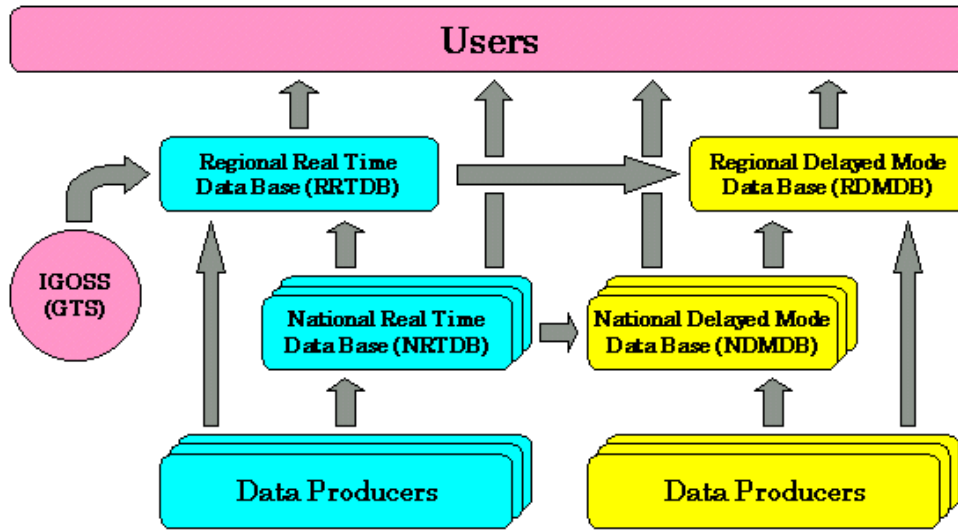 Users
Regional Real Time
Data Base (RRTDB)
Regional Delayed Mode
Data Base (RDMDB)
IGOSS
(GTS)
National Real Time
Data Base (NRTDB)
National Delayed Mode
Data Base (NDMDB)
Data Producers
Data Producers